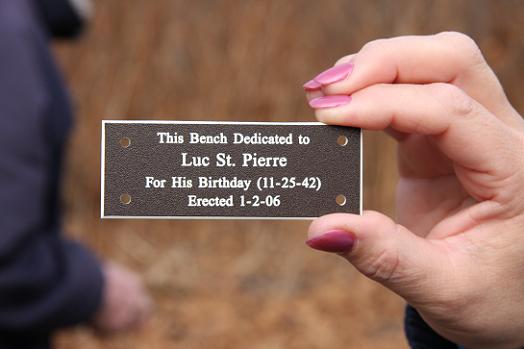 This Bench Dedicated to
Luc St. Pierre
For His Birthday (11-25-42)
Erected 1-2-06